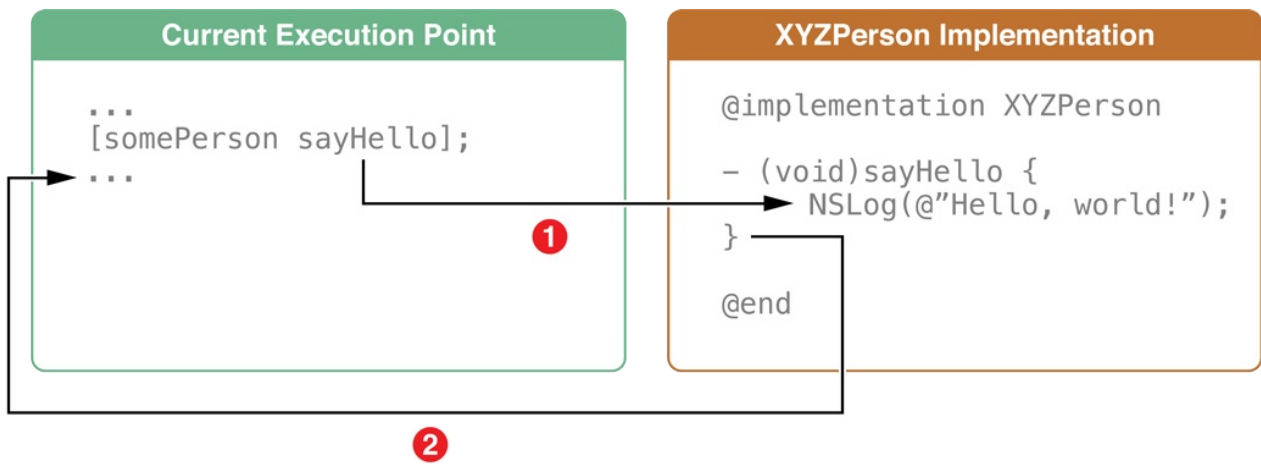 Current Execution Point
...
[somePerson sayHello];
...
XYZPerson Implementation
@implementation XYZPerson
– (void)sayHello {
NSLog(@”Hello, world!”);
}
@end
1
2